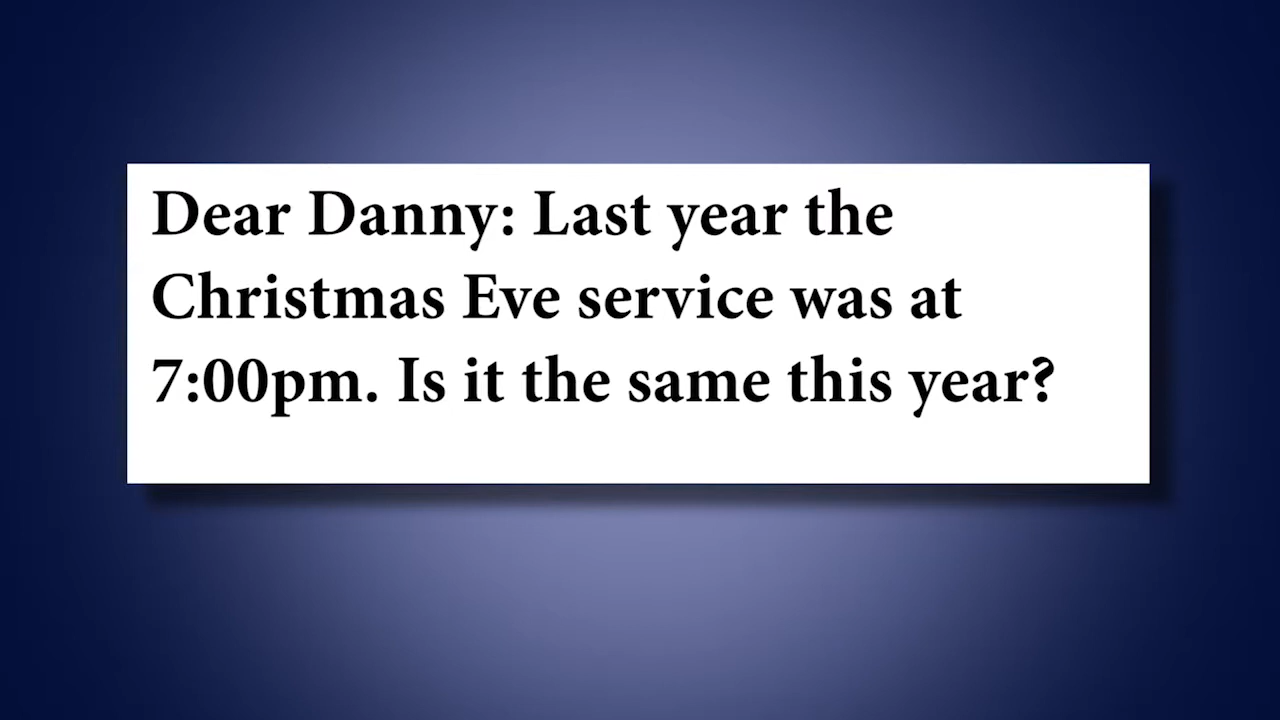 Dear Danny: Last year the
Christmas Eve service was at
7:00pm. Is it the same this year?